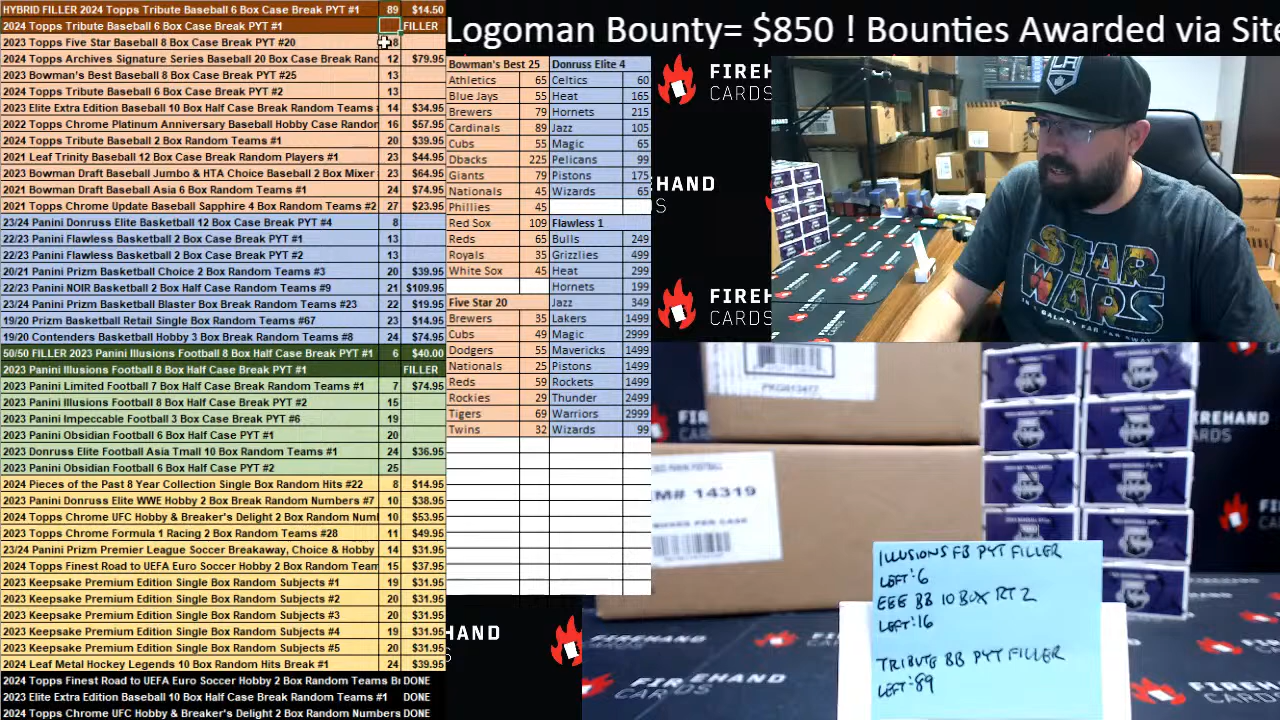 HYBRID FILLER 2024 Topps Tribute Baseball 6 Box Case Break PYT #1 89 $14.50
2024 Topps Tribute Baseball 6 Box Case Break PYT #1 FILLER
2023 Topps Five Star Baseball 8 Box Case Break PYT #20 8
2024 Topps Archives Signature Series Baseball 20 Box Case Break Rand 12 $79.95
2023 Bowman's Best Baseball 8 Box Case Break PYT #25 13
2024 Topps Tribute Baseball 6 Box Case Break PYT #2 13
2023 Elite Extra Edition Baseball 10 Box Half Case Break Random Teams 14 $34.95
2022 Topps Chrome Platinum Anniversary Baseball Hobby Case Random 16 $57.95
2024 Topps Tribute Baseball 2 Box Random Teams #1 20 $39.95
2021 Leaf Trinity Baseball 12 Box Case Break Random Players #1 23 $44.95
2023 Bowman Draft Baseball Jumbo & HTA Choice Baseball 2 Box Mixer 23 $64.95
2021 Bowman Draft Baseball Asia 6 Box Random Teams #1 24 $74.95
2021 Topps Chrome Update Baseball Sapphire 4 Box Random Teams #2 27 $23.95
23/24 Panini Donruss Elite Basketball 12 Box Case Break PYT #4 8
22/23 Panini Flawless Basketball 2 Box Case Break PYT #1 13
22/23 Panini Flawless Basketball 2 Box Case Break PYT #2 13
20/21 Panini Prizm Basketball Choice 2 Box Random Teams #3 20 $39.95
22/23 Panini NOIR Basketball 2 Box Half Case Random Teams #9 21 $109.95
23/24 Panini Prizm Basketball Blaster Box Break Random Teams #23 22 $19.95
19/20 Prizm Basketball Retail Single Box Random Teams #67 23 $14.95
19/20 Contenders Basketball Hobby 3 Box Break Random Teams #8 24 $74.95
50/50 FILLER 2023 Panini Illusions Football 8 Box Half Case Break PYT #1 6 $40.00
2023 Panini Illusions Football 8 Box Half Case Break PYT #1 FILLER
2023 Panini Limited Football 7 Box Half Case Break Random Teams #1 7 $74.95
2023 Panini Illusions Football 8 Box Half Case Break PYT #2 15
2023 Panini Impeccable Football 3 Box Case Break PYT #6 19
2023 Panini Obsidian Football 6 Box Half Case PYT #1 20
2023 Donruss Elite Football Asia Tmall 10 Box Random Teams #1 24 $36.95
2023 Panini Obsidian Football 6 Box Half Case PYT #2 25
2024 Pieces of the Past 8 Year Collection Single Box Random Hits #22 8 $14.95
2023 Panini Donruss Elite WWE Hobby 2 Box Break Random Numbers #7 10 $38.95
2024 Topps Chrome UFC Hobby & Breaker's Delight 2 Box Random Numl 10 $53.95
2023 Topps Chrome Formula 1 Racing 2 Box Random Teams #28 11 $49.95
23/24 Panini Prizm Premier League Soccer Breakaway, Choice & Hobby 14 $31.95
2024 Topps Finest Road to UEFA Euro Soccer Hobby 2 Box Random Team 15 $37.95
2023 Keepsake Premium Edition Single Box Random Subjects #1 19 $31.95
2023 Keepsake Premium Edition Single Box Random Subjects #2 20 $31.95
2023 Keepsake Premium Edition Single Box Random Subjects #3 20 $31.95
2023 Keepsake Premium Edition Single Box Random Subjects #4 19 $31.95
2023 Keepsake Premium Edition Single Box Random Subjects #5 20 $31.95
2024 Leaf Metal Hockey Legends 10 Box Random Hits Break #1 24 $39.95
2024 Topps Finest Road to UEFA Euro Soccer Hobby 2 Box Random Teams Br DONE
2023 Elite Extra Edition Baseball 10 Box Half Case Break Random Teams #1 DONE
2024 Topps Chrome UFC Hobby & Breaker's Delight 2 Box Random Numbers DONE
Logoman Bounty= $850 ! Bounties Awarded via Site
Bowman's Best 25
Athletics 65
Blue Jays 55
Brewers 79
Cardinals 89
Cubs 55
Dbacks 225
Giants 79
Nationals 45
Phillies 45
Red Sox 109
Reds 65
Royals 35
White Sox 45
Five Star 20
Brewers 35
Cubs 49
Dodgers 55
Nationals 25
Reds 59
Rockies 29
Tigers 69
Twins 32
Donruss Elite 4
Celtics 60
Heat 165
Hornets 215
Jazz 105
Magic 65
Pelicans 99
Pistons 175
Wizards 65
Flawless 1
Bulls 249
Grizzlies 499
Heat 299
Hornets 199
Jazz 349
Lakers 1499
Magic 2999
Mavericks 1499
Pistons 1499
Rockets 1499
Thunder 2499
Warriors 2999
Wizards 99
FIREH
CARDS
HAND
FIREH
CARDS
HAND
LA
STAR
WARS
M# 14319
FIREHAND
CARDS
IREHAND
CARDS
ILLUSIONS FB PYT FILLER
LEFT:6
EEE BB 10 BOX RT 2
LEFT:16
TRIBUTE BB PYT FILLER
LEFT:89